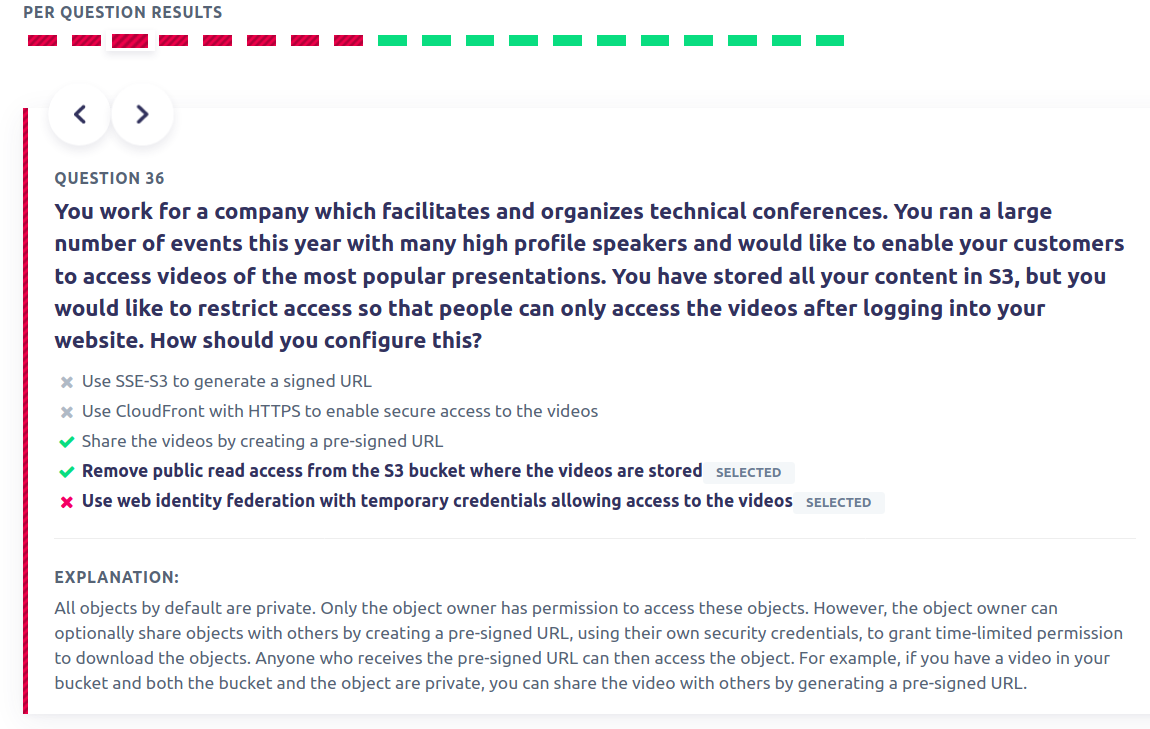 PER QUESTION RESULTS
QUESTION 36
You work for a company which facilitates and organizes technical conferences. You ran a large
number of events this year with many high profile speakers and would like to enable your customers
to access videos of the most popular presentations. You have stored all your content in S3, but you
would like to restrict access so that people can only access the videos after logging into your
website. How should you configure this?
Use SSE-S3 to generate a signed URL
Use CloudFront with HTTPS to enable secure access to the videos
Share the videos by creating a pre-signed URL
Remove public read access from the S3 bucket where the videos are stored SELECTED
Use web identity federation with temporary credentials allowing access to the videos SELECTED
EXPLANATION:
All objects by default are private. Only the object owner has permission to access these objects. However, the object owner can
optionally share objects with others by creating a pre-signed URL, using their own security credentials, to grant time-limited permission
to download the objects. Anyone who receives the pre-signed URL can then access the object. For example, if you have a video in your
bucket and both the bucket and the object are private, you can share the video with others by generating a pre-signed URL.